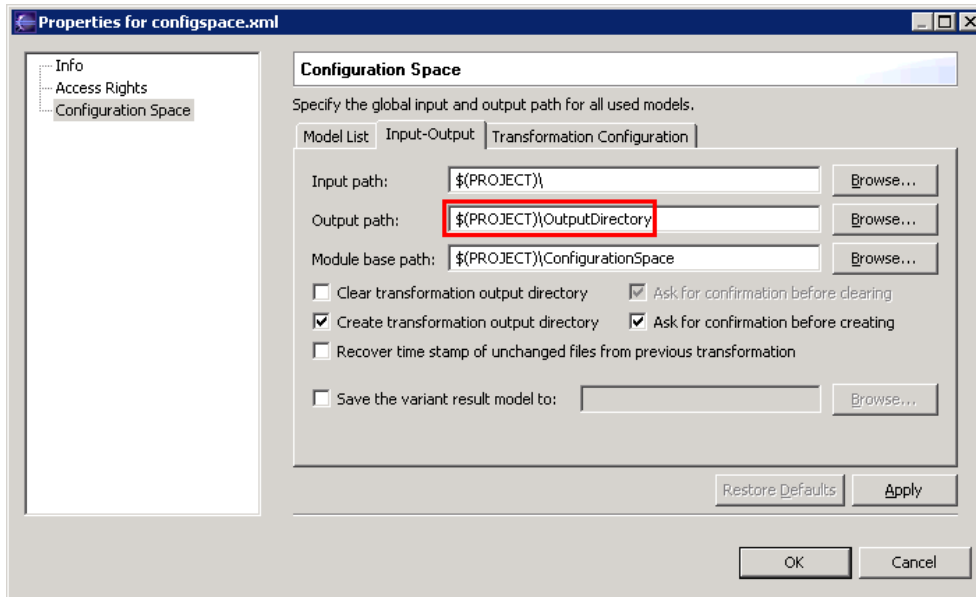 Properties for configspace.xml
Info
Access Rights
Configuration Space
Configuration Space
Specify the global input and output path for all used models.
Model List Input-Output Transformation Configuration
Input path: $(PROJECT)\ Browse...
Output path: $(PROJECT)\OutputDirectory Browse...
Module base path: $(PROJECT)\ConfigurationSpace Browse...
Clear transformation output directory Ask for confirmation before clearing
Create transformation output directory Ask for confirmation before creating
Recover time stamp of unchanged files from previous transformation
Save the variant result model to: Browse...
Restore Defaults Apply
OK Cancel